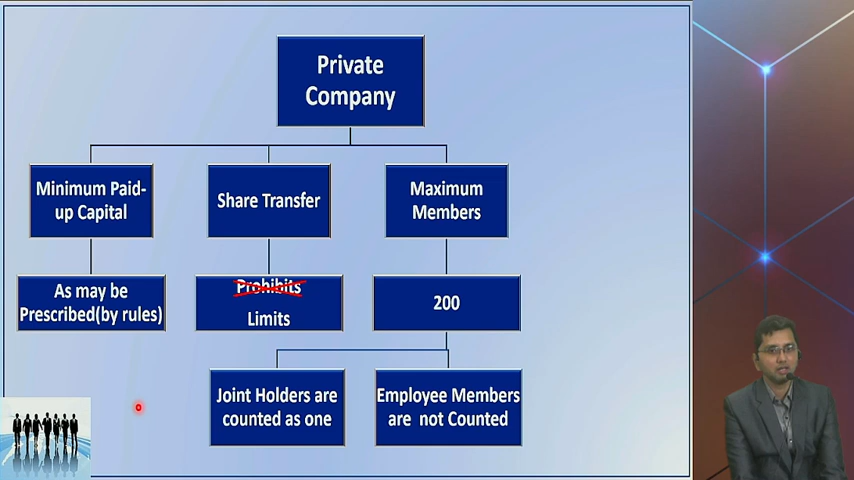 Private
Company
Minimum Paid-
up Capital
Share Transfer
Maximum
Members
As may be
Prescribed(by rules)
Prohibits
Limits
200
Joint Holders are
counted as one
Employee Members
are not Counted